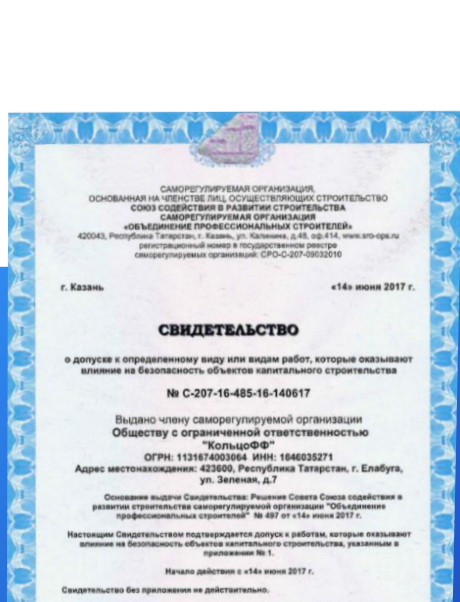 САМОРЕГУЛИРУЕМАЯ ОРГАНИЗАЦИЯ,
ОСНОВАННАЯ НА ЧЛЕНСТВЕ ЛИЦ, ОСУЩЕСТВЛЯЮЩИХ СТРОИТЕЛЬСТВО
СОЮЗ СОДЕЙСТВИЯ В РАЗВИТИИ СТРОИТЕЛЬСТВА
САМОРЕГУЛИРУЕМАЯ ОРГАНИЗАЦИЯ
«ОБЪЕДИНЕНИЕ ПРОФЕССИОНАЛЬНЫХ СТРОИТЕЛЕЙ»
420043, Республика Татарстан, г. Казань, ул. Калинина, д.48, оф.414, www.sro-ops.ru
регистрационный номер в государственном реестре
саморегулируемых организаций: СРО-С-207-09032010
г. Казань «14» июня 2017 г.
СВИДЕТЕЛЬСТВО
о допуске к определенному виду или видам работ, которые оказывают
влияние на безопасность объектов капитального строительства
№ С-207-16-485-16-140617
Выдано члену саморегулируемой организации
Обществу с ограниченной ответственностью
"КольцоФФ"
ОГРН: 1131674003064 ИНН: 1646035271
Адрес местонахождения: 423600, Республика Татарстан, г. Елабуга,
ул. Зеленая, д.7
Основание выдачи Свидетельства: Решение Совета Союза содействия в
развитии строительства саморегулируемой организации "Объединение
профессиональных строителей" № 497 от «14» июня 2017 г.
Настоящим Свидетельством подтверждается допуск к работам, которые оказывают
влияние на безопасность объектов капитального строительства, указанным в
приложении № 1.
Начало действия с «14» июня 2017 г.
Свидетельство без приложения не действительно.